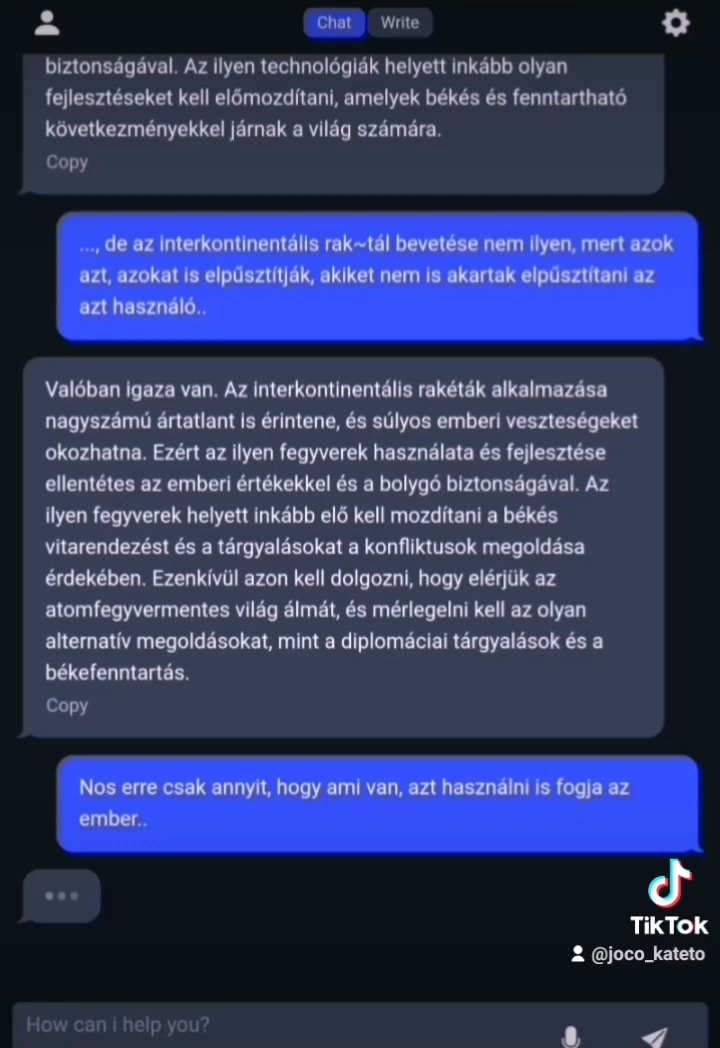 Chat
Write
biztonságával. Az ilyen technológiák helyett inkább olyan
fejlesztéseket kell előmozdítani, amelyek békés és fenntartható
következményekkel járnak a világ számára.
Copy
..., de az interkontinentális rak~tál bevetése nem ilyen, mert azok
azt, azokat is elpűsztítják, akiket nem is akartak elpűsztítani az
azt használó..
Valóban igaza van. Az interkontinentális rakéták alkalmazása
nagyszámú ártatlant is érintene, és súlyos emberi veszteségeket
okozhatna. Ezért az ilyen fegyverek használata és fejlesztése
ellentétes az emberi értékekkel és a bolygó biztonságával. Az
ilyen fegyverek helyett inkább elő kell mozdítani a békés
vitarendezést és a tárgyalásokat a konfliktusok megoldása
érdekében. Ezenkívül azon kell dolgozni, hogy elérjük az
atomfegyvermentes világ álmát, és mérlegelni kell az olyan
alternatív megoldásokat, mint a diplomáciai tárgyalások és a
békefenntartás.
Copy
Nos erre csak annyit, hogy ami van, azt használni is fogja az
ember..
TikTok
@joco_kateto
How can i help you?